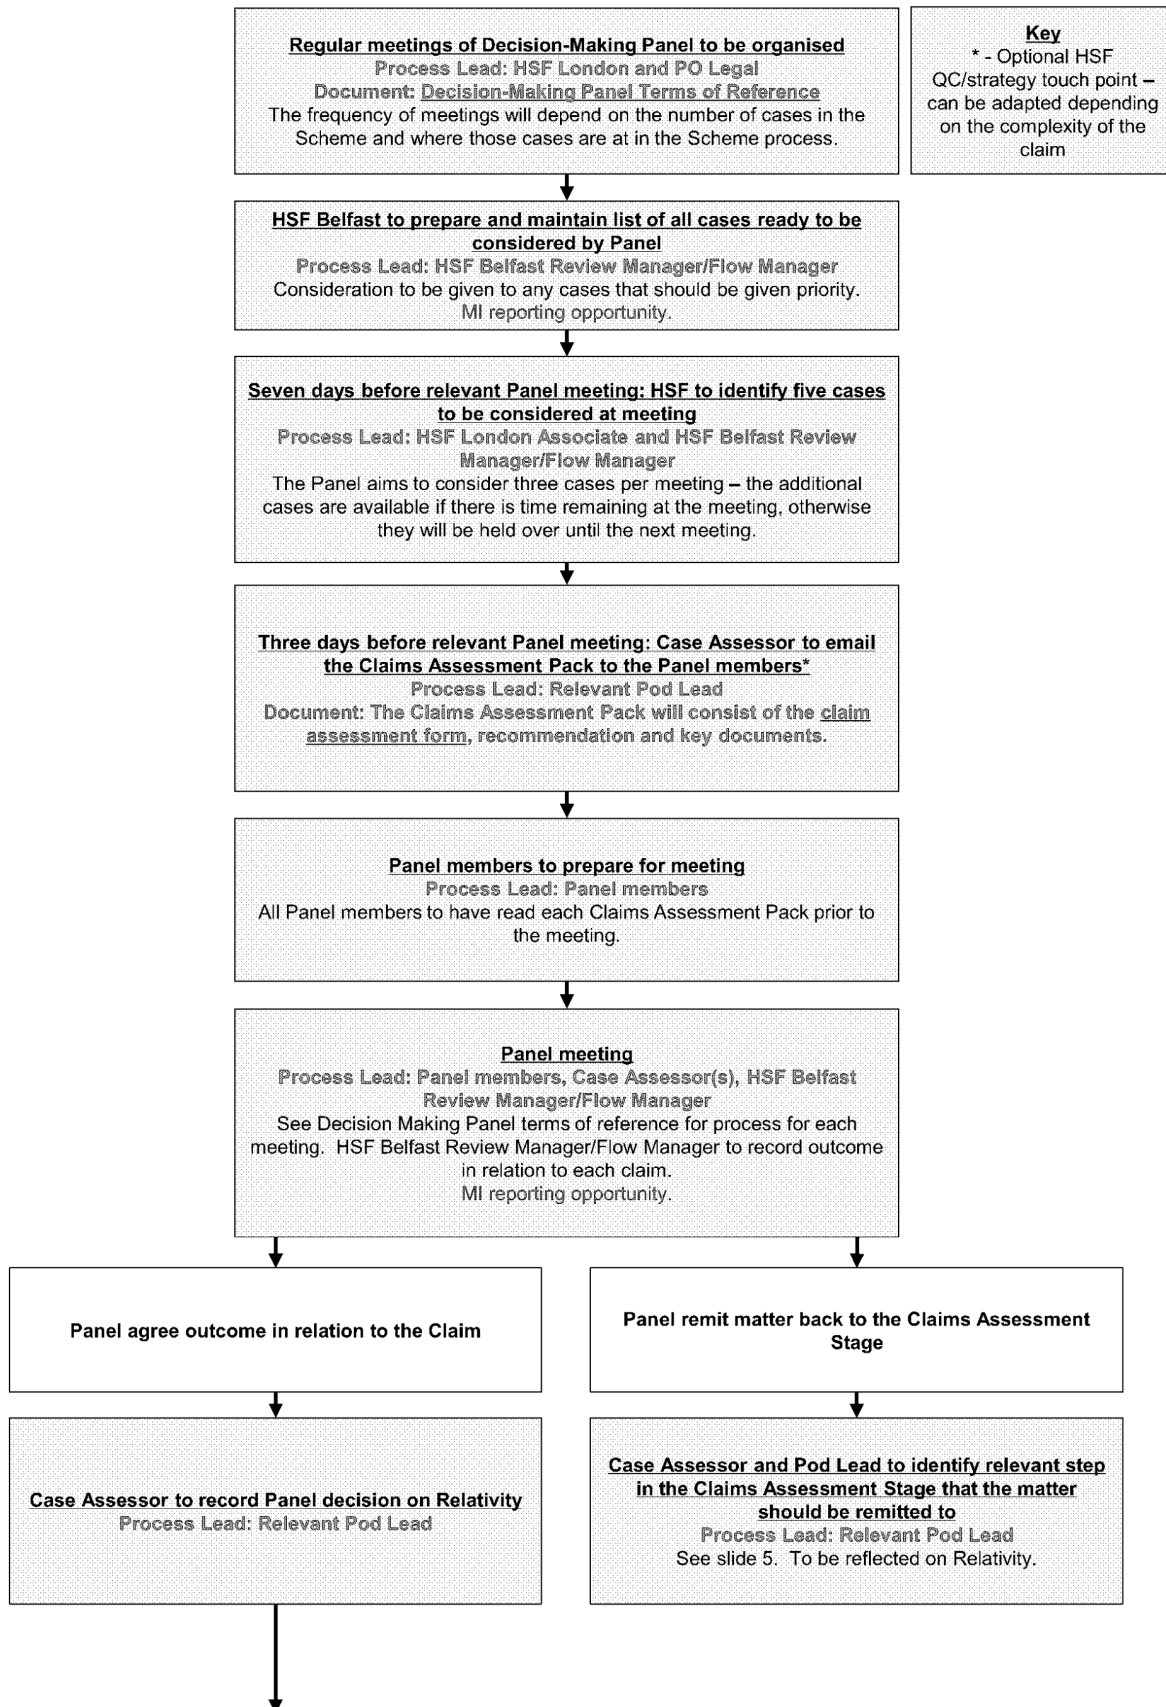 Regular meetings of Decision-Making Panel to be organised
Process Lead: HSF London and PO Legal
Document: Decision-Making Panel Terms of Reference
The frequency of meetings will depend on the number of cases in the
Scheme and where those cases are at in the Scheme process.
Key
* - Optional HSF
QC/strategy touch point –
can be adapted depending
on the complexity of the
claim
HSF Belfast to prepare and maintain list of all cases ready to be
considered by Panel
Process Lead: HSF Belfast Review Manager/Flow Manager
Consideration to be given to any cases that should be given priority.
MI reporting opportunity.
Seven days before relevant Panel meeting: HSF to identify five cases
to be considered at meeting
Process Lead: HSF London Associate and HSF Belfast Review
Manager/Flow Manager
The Panel aims to consider three cases per meeting – the additional
cases are available if there is time remaining at the meeting, otherwise
they will be held over until the next meeting.
Three days before relevant Panel meeting: Case Assessor to email
the Claims Assessment Pack to the Panel members*
Process Lead: Relevant Pod Lead
Document: The Claims Assessment Pack will consist of the claim
assessment form, recommendation and key documents.
Panel members to prepare for meeting
Process Lead: Panel members
All Panel members to have read each Claims Assessment Pack prior to
the meeting.
Panel meeting
Process Lead: Panel members, Case Assessor(s), HSF Belfast
Review Manager/Flow Manager
See Decision Making Panel terms of reference for process for each
meeting.  HSF Belfast Review Manager/Flow Manager to record outcome
in relation to each claim.
MI reporting opportunity.
Panel agree outcome in relation to the Claim
Panel remit matter back to the Claims Assessment
Stage
Case Assessor to record Panel decision on Relativity
Process Lead: Relevant Pod Lead
Case Assessor and Pod Lead to identify relevant step
in the Claims Assessment Stage that the matter
should be remitted to
Process Lead: Relevant Pod Lead
See slide 5.  To be reflected on Relativity.